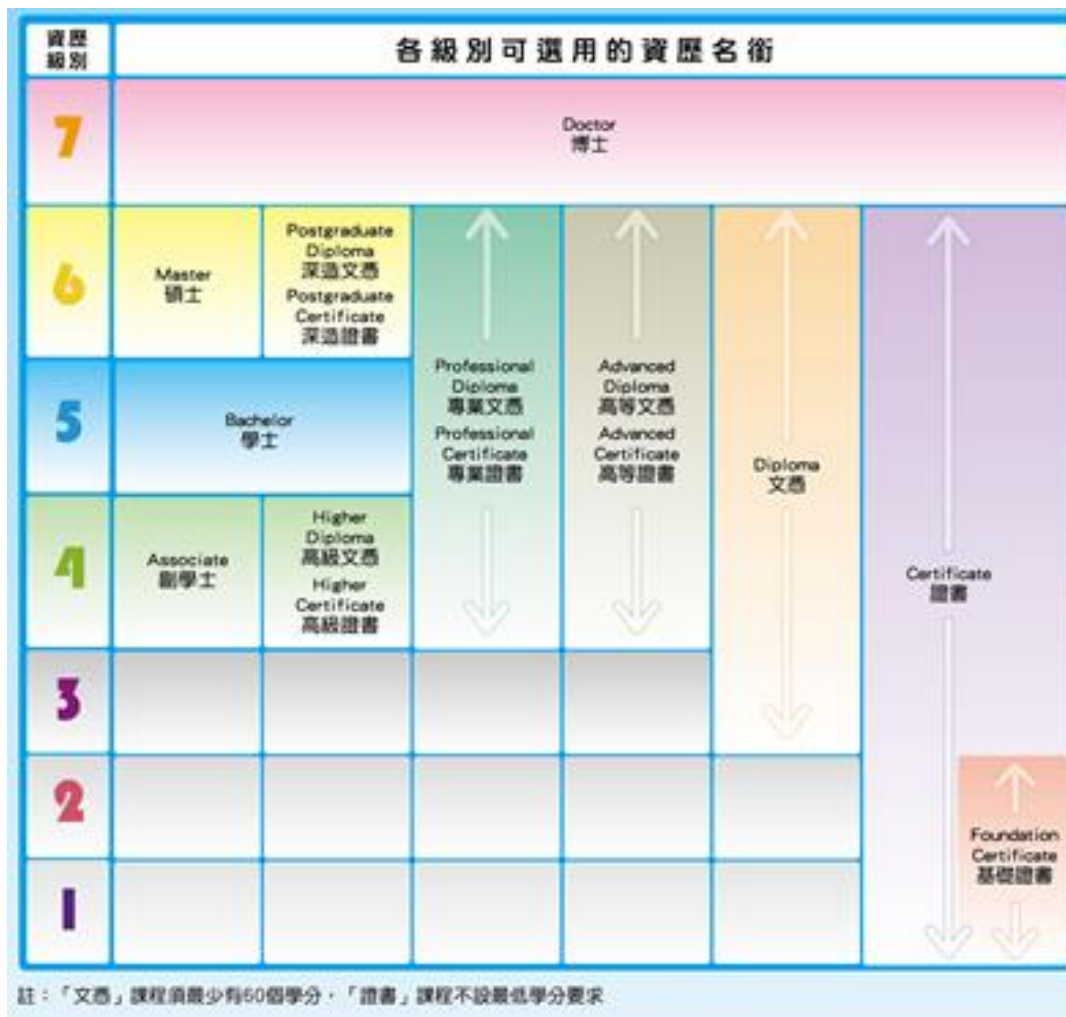 資歷
級別
各級別可選用的資歷名銜
7
Doctor
博士
6
Master
碩士
Postgraduate
Diploma
深造文憑
Postgraduate
Certificate
深造證書
Professional
Diploma
專業文憑
Professional
Certificate
專業證書
Advanced
Diploma
高等文憑
Advanced
Certificate
高等證書
Diploma
文憑
Certificate
證書
5
Bachelor
學士
4
Associate
副學士
Higher
Diploma
高級文憑
Higher
Certificate
高級證書
3
2
Foundation
Certificate
基礎證書
1
註：「文憑」課程須最少有60個學分，「證書」課程不設最低學分要求